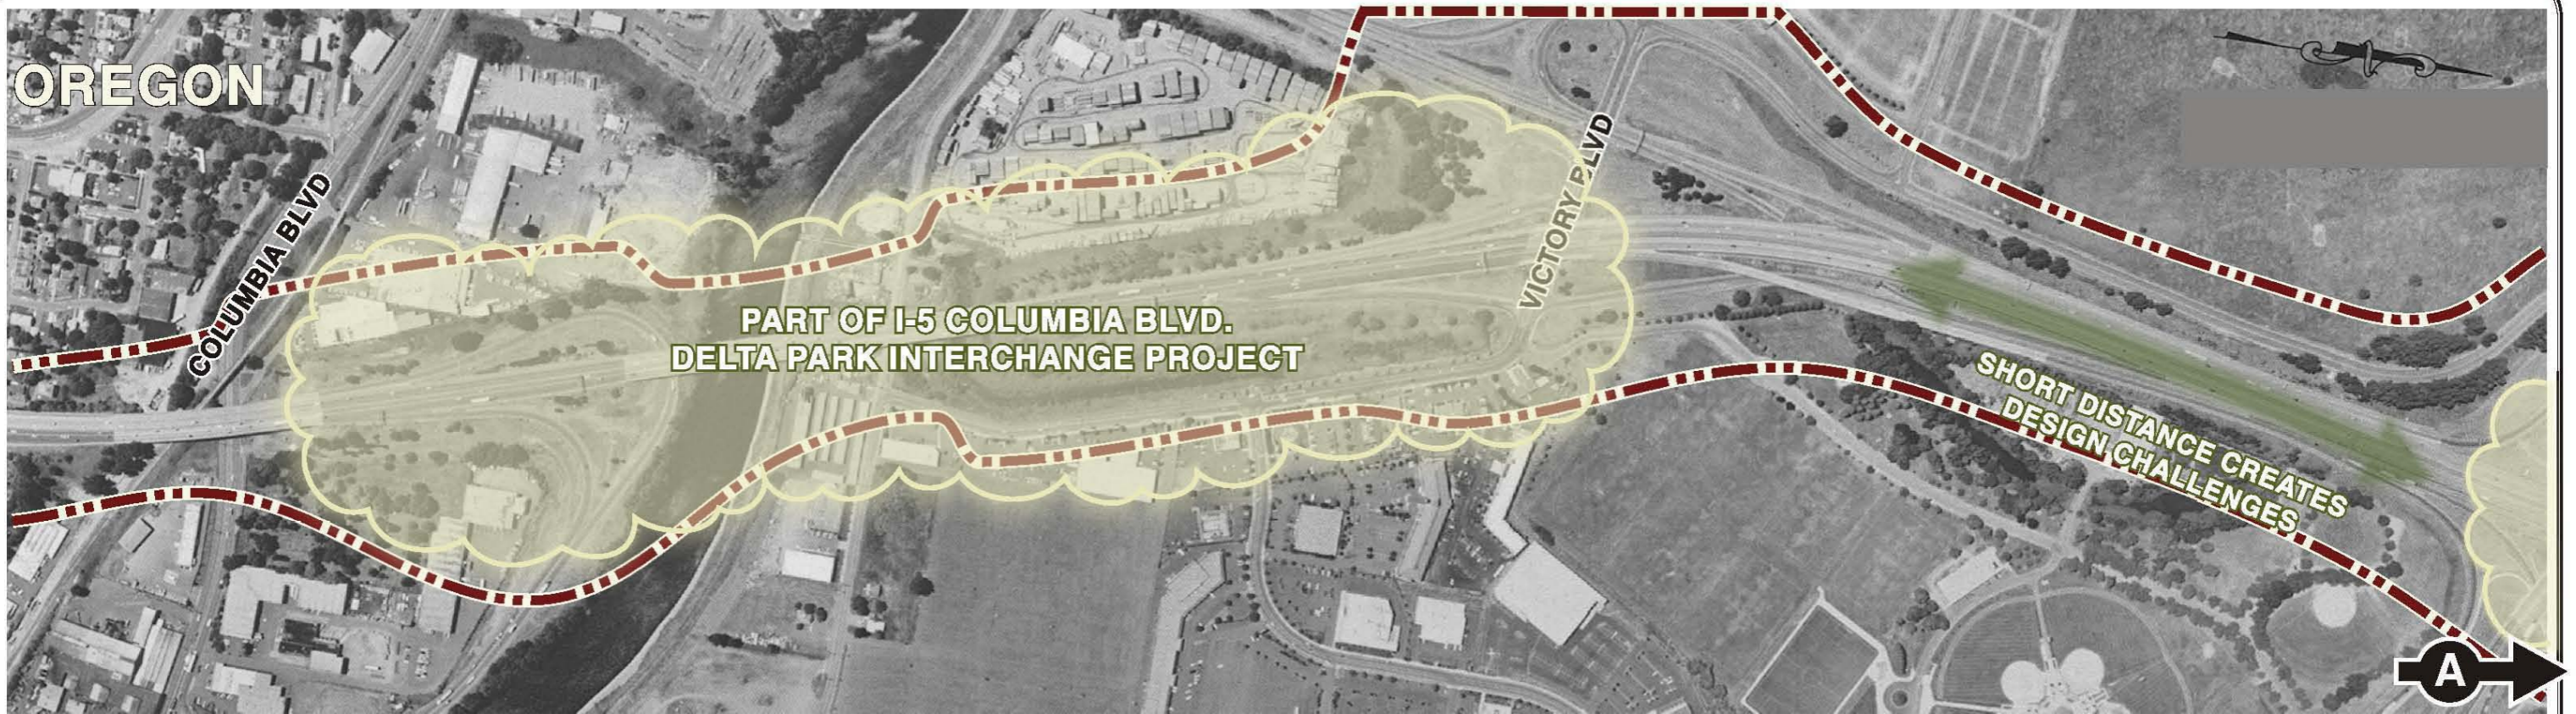 OREGON
COLUMBIA BLVD
VICTORY BLVD
PART OF I-5 COLUMBIA BLVD.
DELTA PARK INTERCHANGE PROJECT
SHORT DISTANCE CREATES
DESIGN CHALLENGES
A